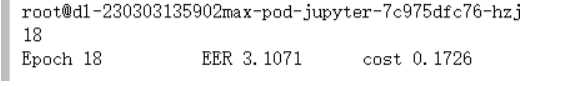 root@dl-230303135902max-pod-jupyter-7c975dfc76-hzj
18
Epoch 18 EER 3.1071 cost 0.1726